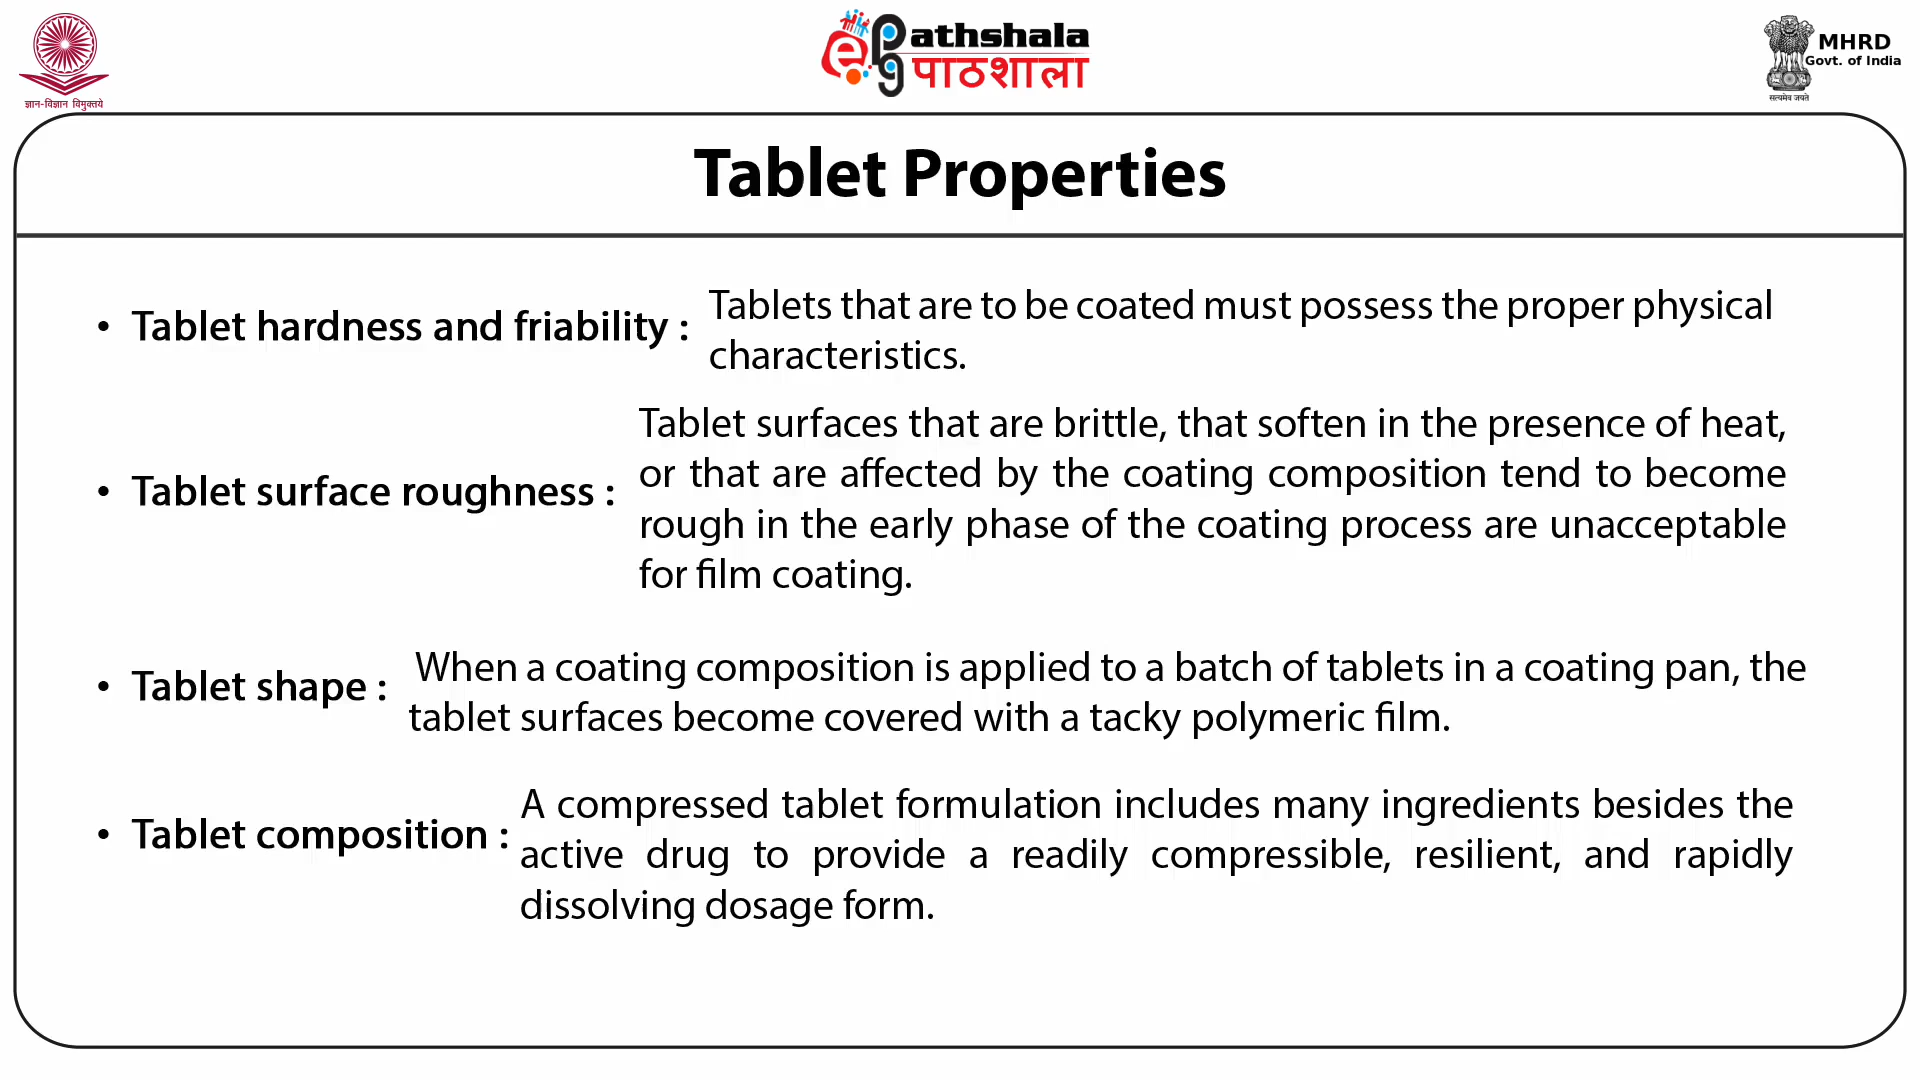 ज्ञान-विज्ञान विमुक्तये
e PG athshala
पाठशाला
MHRD
Govt. of India
सत्यमेव जयते
Tablet Properties
• Tablet hardness and friability : Tablets that are to be coated must possess the proper physical
characteristics.
• Tablet surface roughness : Tablet surfaces that are brittle, that soften in the presence of heat,
or that are affected by the coating composition tend to become
rough in the early phase of the coating process are unacceptable
for film coating.
• Tablet shape : When a coating composition is applied to a batch of tablets in a coating pan, the
tablet surfaces become covered with a tacky polymeric film.
• Tablet composition : A compressed tablet formulation includes many ingredients besides the
active drug to provide a readily compressible, resilient, and rapidly
dissolving dosage form.